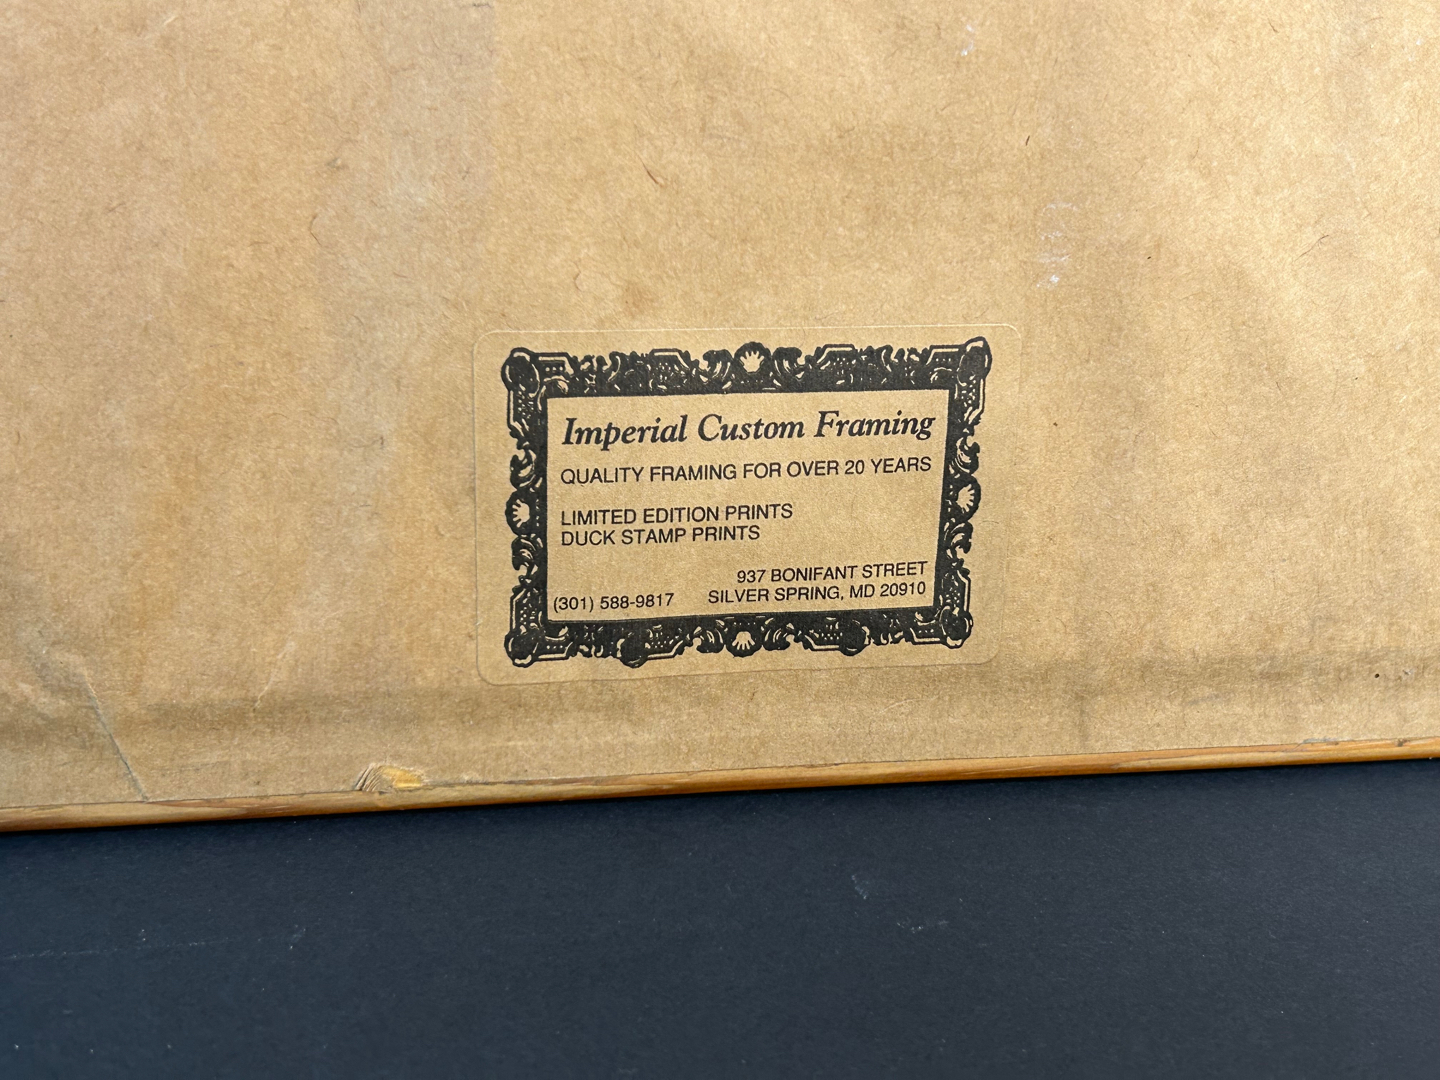 Imperial Custom Framing
QUALITY FRAMING FOR OVER 20 YEARS
LIMITED EDITION PRINTS
DUCK STAMP PRINTS
937 BONIFANT STREET
(301) 588-9817 SILVER SPRING, MD 20910